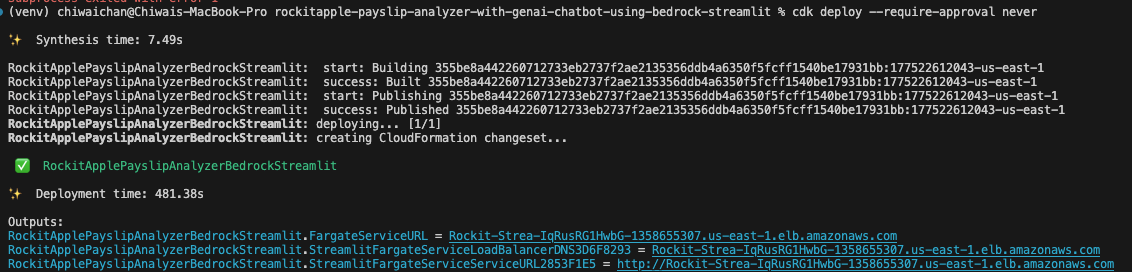 subprocess exited with error 1
(venv) chiwaichan@Chiwais-MacBook-Pro rockitapple-payslip-analyzer-with-genai-chatbot-using-bedrock-streamlit % cdk deploy --require-approval never
✨ Synthesis time: 7.49s
RockitApplePayslipAnalyzerBedrockStreamlit: start: Building 355be8a442260712733eb2737f2ae2135356ddb4a6350f5fcff1540be17931bb:177522612043-us-east-1
RockitApplePayslipAnalyzerBedrockStreamlit: success: Built 355be8a442260712733eb2737f2ae2135356ddb4a6350f5fcff1540be17931bb:177522612043-us-east-1
RockitApplePayslipAnalyzerBedrockStreamlit: start: Publishing 355be8a442260712733eb2737f2ae2135356ddb4a6350f5fcff1540be17931bb:177522612043-us-east-1
RockitApplePayslipAnalyzerBedrockStreamlit: success: Published 355be8a442260712733eb2737f2ae2135356ddb4a6350f5fcff1540be17931bb:177522612043-us-east-1
RockitApplePayslipAnalyzerBedrockStreamlit: deploying... [1/1]
RockitApplePayslipAnalyzerBedrockStreamlit: creating CloudFormation changeset...
✅ RockitApplePayslipAnalyzerBedrockStreamlit
✨ Deployment time: 481.38s
Outputs:
RockitApplePayslipAnalyzerBedrockStreamlit.FargateServiceURL = Rockit-Strea-IqRusRG1HwbG-1358655307.us-east-1.elb.amazonaws.com
RockitApplePayslipAnalyzerBedrockStreamlit.StreamlitFargateServiceLoadBalancerDNS3D6F8293 = Rockit-Strea-IqRusRG1HwbG-1358655307.us-east-1.elb.amazonaws.com
RockitApplePayslipAnalyzerBedrockStreamlit.StreamlitFargateServiceServiceURL2853F1E5 = http://Rockit-Strea-IqRusRG1HwbG-1358655307.us-east-1.elb.amazonaws.com